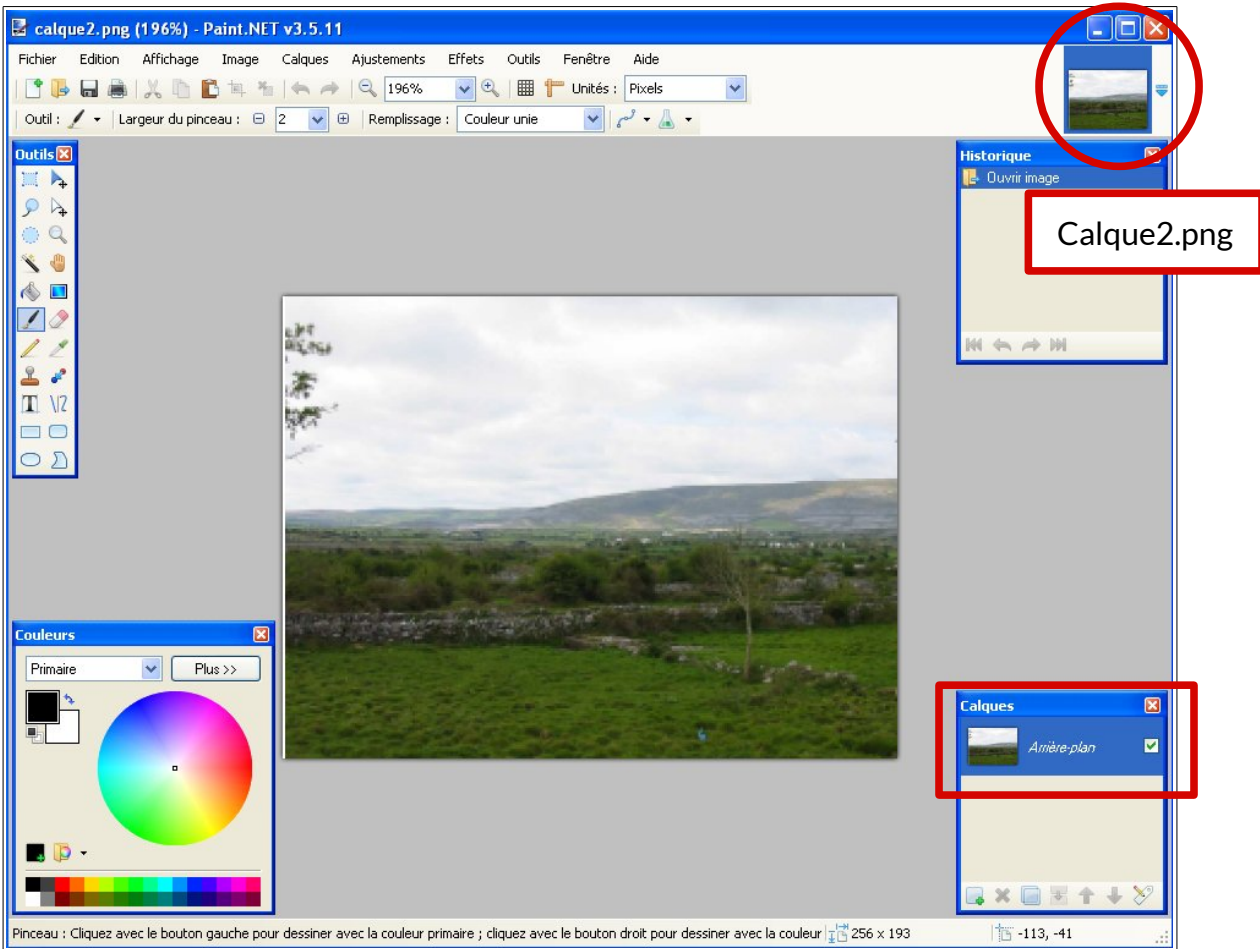 calque2.png (196%) - Paint.NET v3.5.11
Fichier Edition Affichage Image Calques Ajustements Effets Outils Fenêtre Aide
196% Unités : Pixels
Outil : Largeur du pinceau : 2 Remplissage : Couleur unie
Outils
Historique
Ouvrir image
Calque2.png
Couleurs
Primaire Plus >>
Calques
Arrière-plan
Pinceau : Cliquez avec le bouton gauche pour dessiner avec la couleur primaire ; cliquez avec le bouton droit pour dessiner avec la couleur 256 x 193 -113, -41